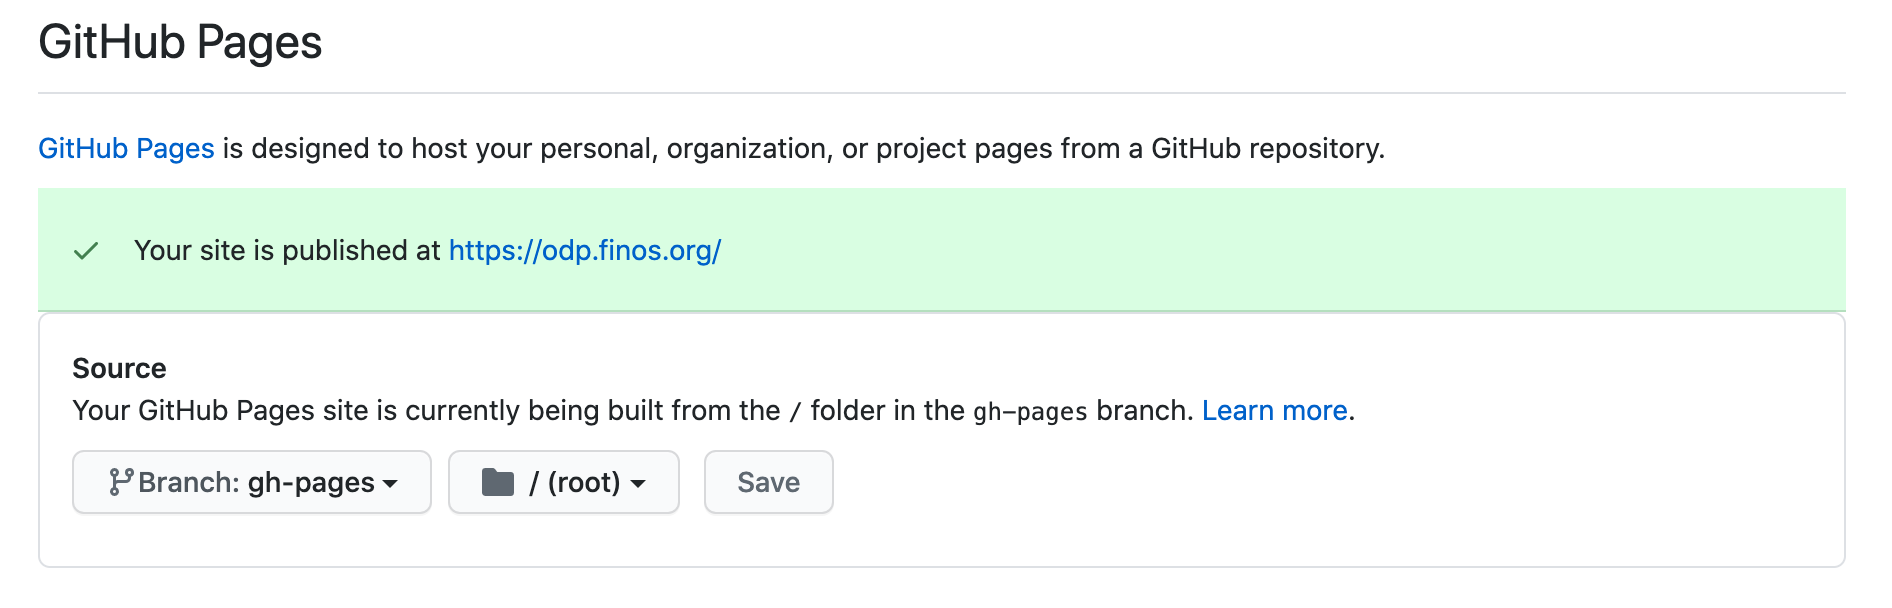 GitHub Pages
GitHub Pages is designed to host your personal, organization, or project pages from a GitHub repository.
Your site is published at https://odp.finos.org/
Source
Your GitHub Pages site is currently being built from the / folder in the gh-pages branch. Learn more.
Branch: gh-pages / (root) Save